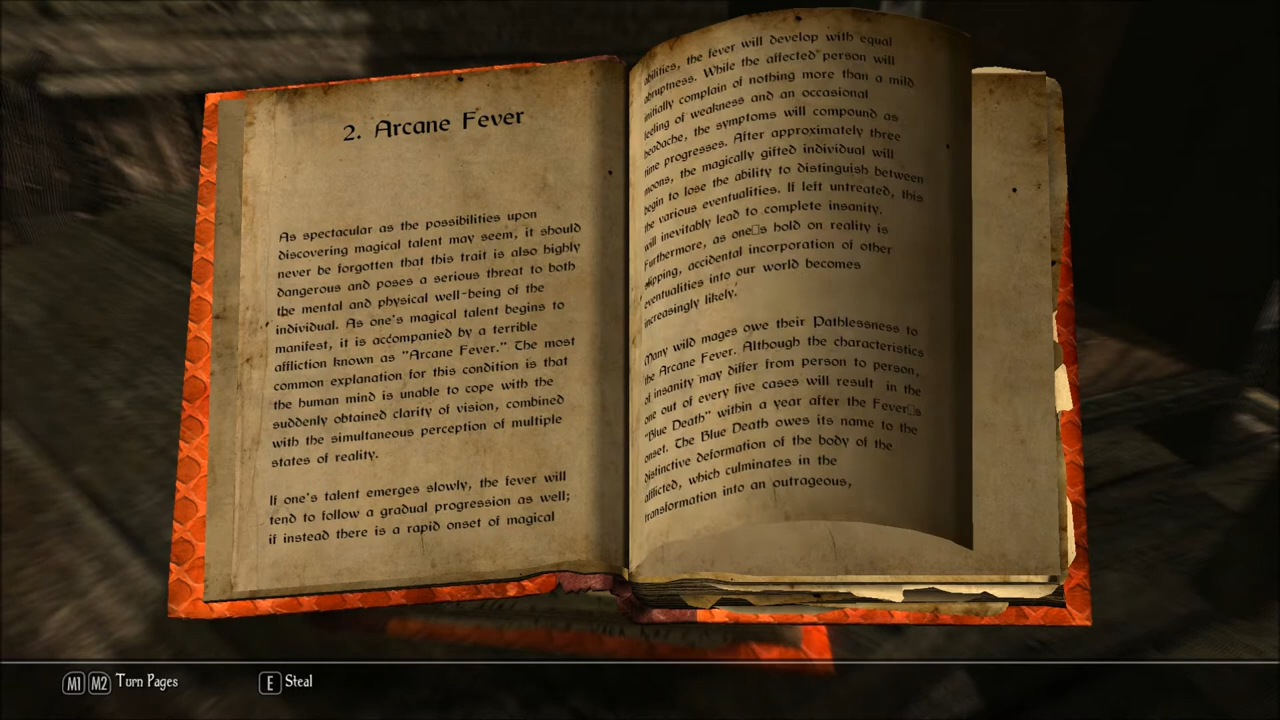 2. Arcane Fever
As spectacular as the possibilities upon
discovering magical talent may seem, it should
never be forgotten that this trait is also highly
dangerous and poses a serious threat to both
the mental and physical well-being of the
individual. As one's magical talent begins to
manifest, it is accompanied by a terrible
affliction known as "Arcane Fever." The most
common explanation for this condition is that
the human mind is unable to cope with the
suddenly obtained clarity of vision, combined
with the simultaneous perception of multiple
states of reality.
If one's talent emerges slowly, the fever will
tend to follow a gradual progression as well;
if instead there is a rapid onset of magical
abilities, the fever will develop with equal
abruptness. While the affected person will
initially complain of nothing more than a mild
feeling of weakness and an occasional
headache, the symptoms will compound as
time progresses. After approximately three
moons, the magically gifted individual will
begin to lose the ability to distinguish between
the various eventualities. If left untreated, this
will inevitably lead to complete insanity.
Furthermore, as one□s hold on reality is
slipping, accidental incorporation of other
eventualities into our world becomes
increasingly likely.
Many wild mages owe their Pathlessness to
the Arcane Fever. Although the characteristics
of insanity may differ from person to person,
one out of every five cases will result in the
"Blue Death" within a year after the Fever□s
onset. The Blue Death owes its name to the
distinctive deformation of the body of the
afflicted, which culminates in the
transformation into an outrageous,
M1 M2 Turn Pages
E Steal